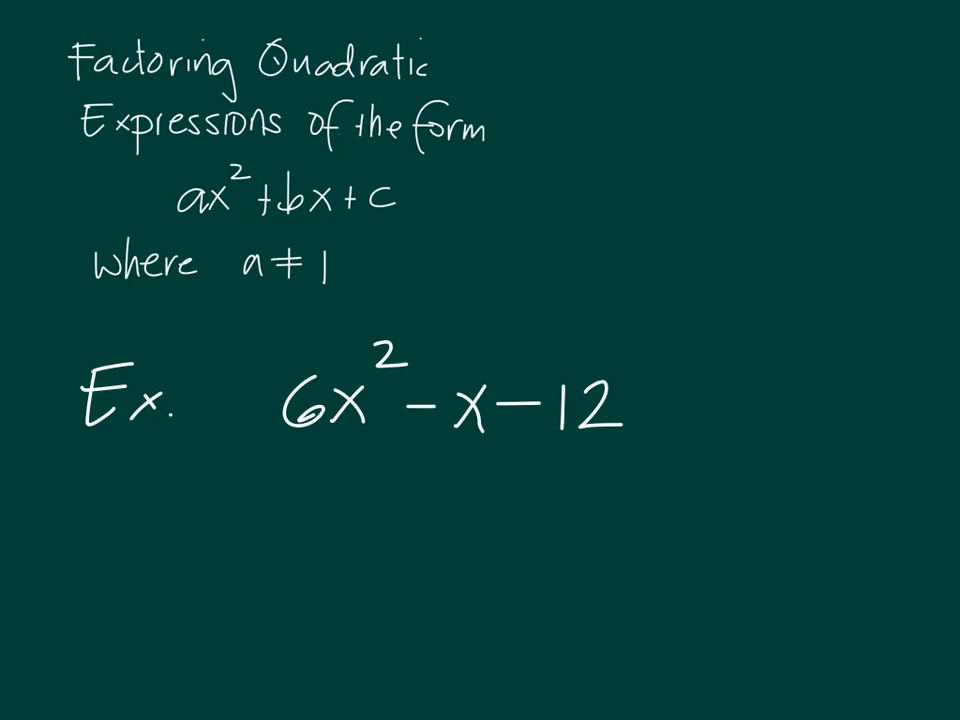 Factoring Quadratic
Expressions of the form
ax² + bx + c
where a ≠ 1
Ex. 6x² - x - 12